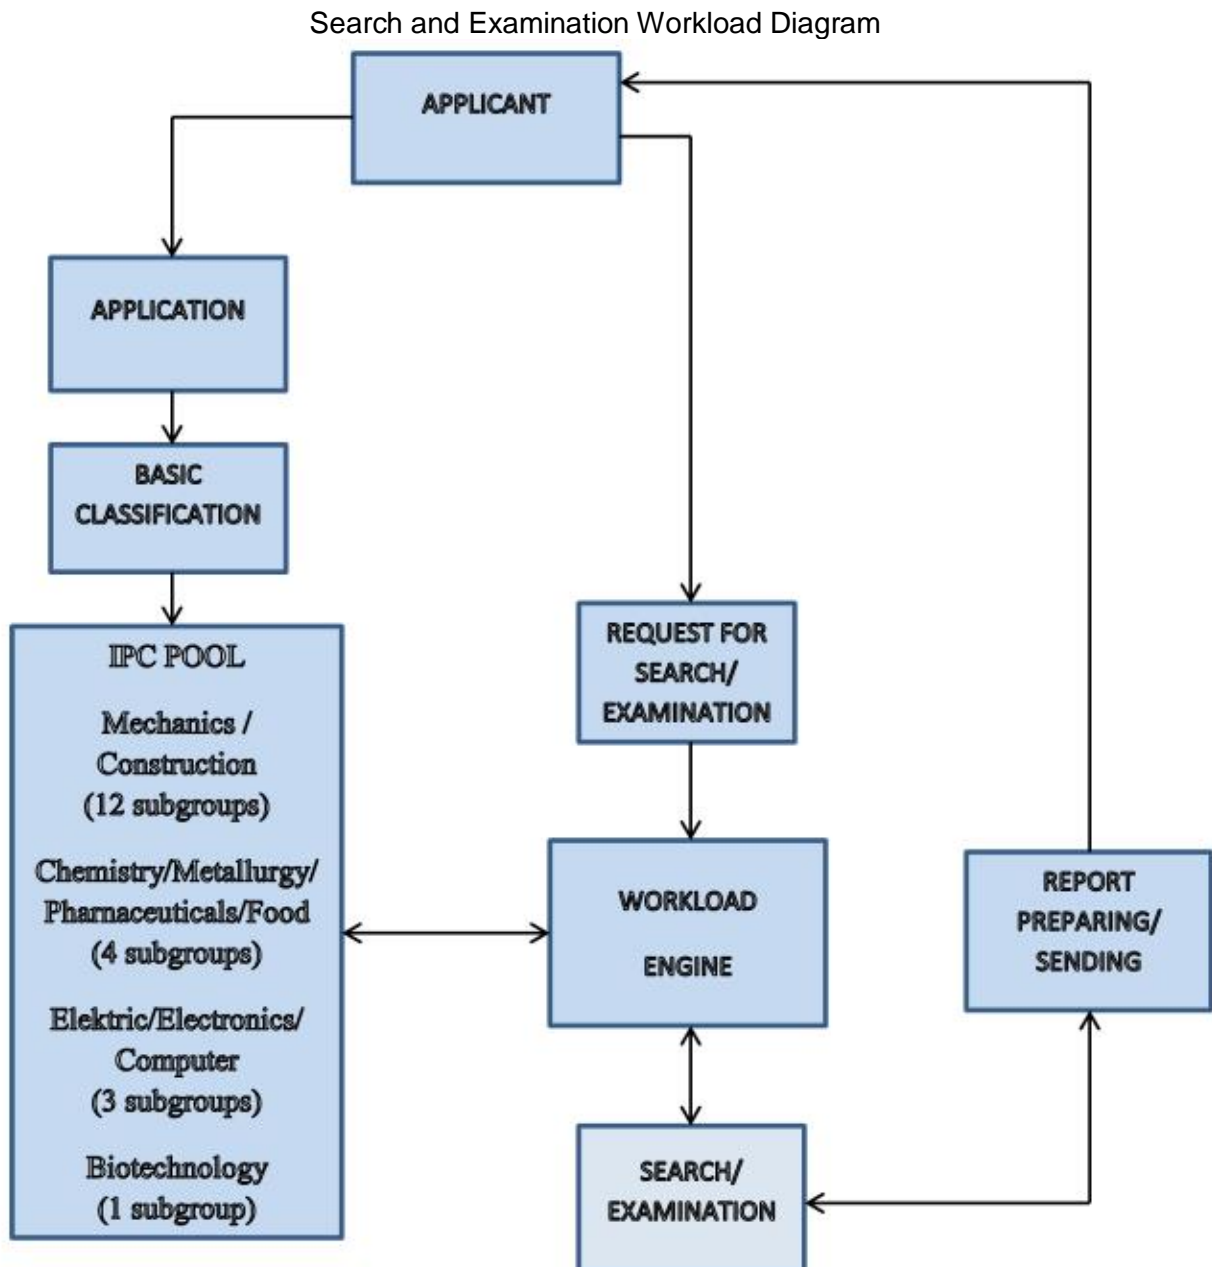 Search and Examination Workload Diagram
APPLICANT
APPLICATION
BASIC
CLASSIFICATION
IPC POOL
Mechanics /
Construction
(12 subgroups)
Chemistry/Metallurgy/
Pharnaceuticals/Food
(4 subgroups)
Elektric/Electronics/
Computer
(3 subgroups)
Biotechnology
(1 subgroup)
REQUEST FOR
SEARCH/
EXAMINATION
WORKLOAD
ENGINE
SEARCH/
EXAMINATION
REPORT
PREPARING/
SENDING